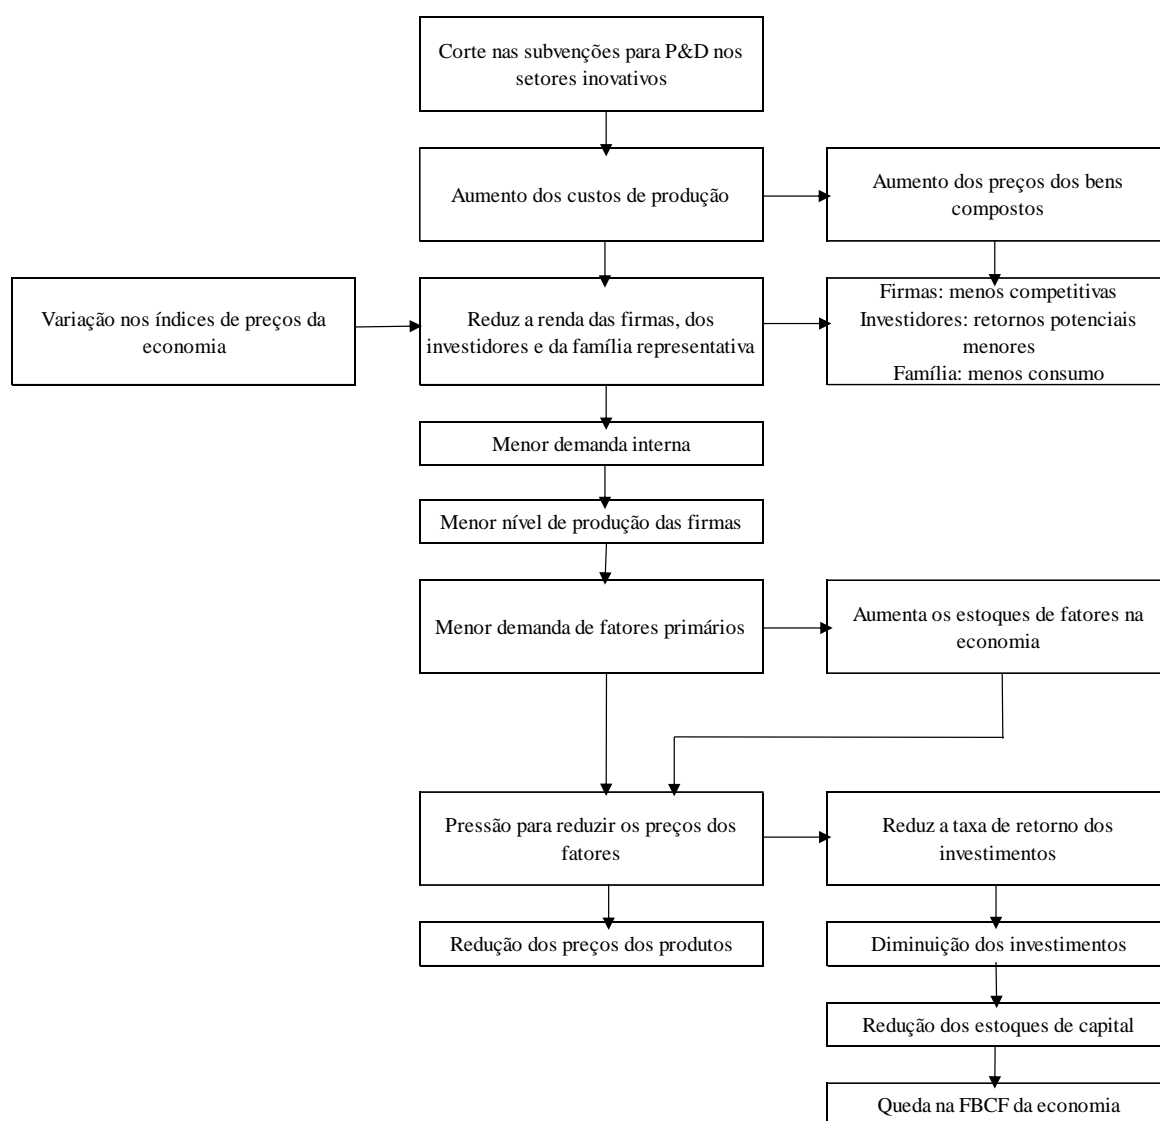 Corte nas subvenções para P&D nos
setores inovativos
Aumento dos custos de produção
Aumento dos preços dos bens
compostos
Variação nos índices de preços da
economia
Reduz a renda das firmas, dos
investidores e da família representativa
Firmas: menos competitivas
Investidores: retornos potenciais
menores
Família: menos consumo
Menor demanda interna
Menor nível de produção das firmas
Menor demanda de fatores primários
Aumenta os estoques de fatores na
economia
Pressão para reduzir os preços dos
fatores
Reduz a taxa de retorno dos
investimentos
Redução dos preços dos produtos
Diminuição dos investimentos
Redução dos estoques de capital
Queda na FBCF da economia